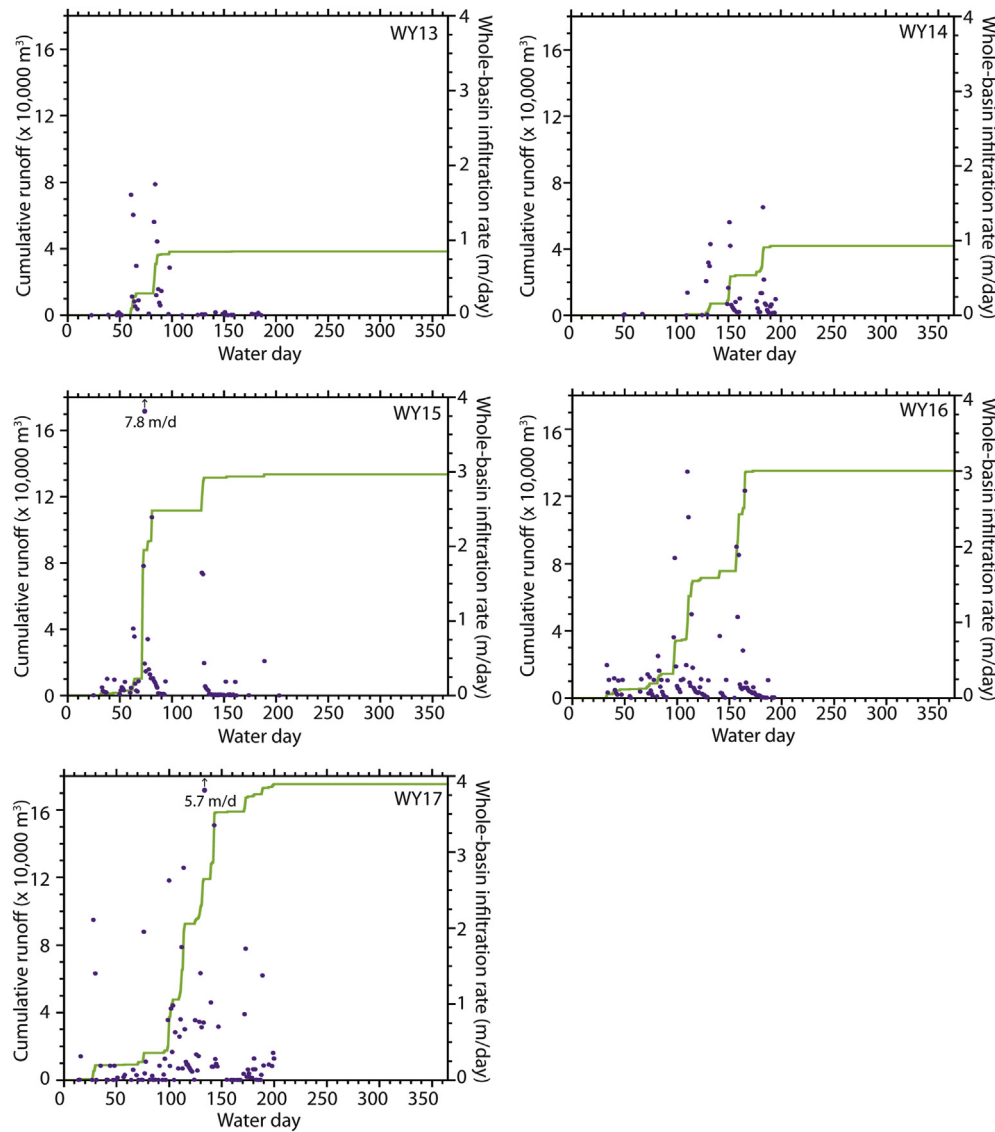 WY13
Cumulative runoff (x 10,000 m³)
16
12
8
4
0
0 50 100 150 200 250 300 350
Water day
4
3
2
1
0
Whole-basin infiltration rate (m/day)
WY14
Cumulative runoff (x 10,000 m³)
16
12
8
4
0
0 50 100 150 200 250 300 350
Water day
4
3
2
1
0
Whole-basin infiltration rate (m/day)
WY15
7.8 m/d
Cumulative runoff (x 10,000 m³)
16
12
8
4
0
0 50 100 150 200 250 300 350
Water day
4
3
2
1
0
Whole-basin infiltration rate (m/day)
WY16
Cumulative runoff (x 10,000 m³)
16
12
8
4
0
0 50 100 150 200 250 300 350
Water day
4
3
2
1
0
Whole-basin infiltration rate (m/day)
WY17
5.7 m/d
Cumulative runoff (x 10,000 m³)
16
12
8
4
0
0 50 100 150 200 250 300 350
Water day
4
3
2
1
0
Whole-basin infiltration rate (m/day)